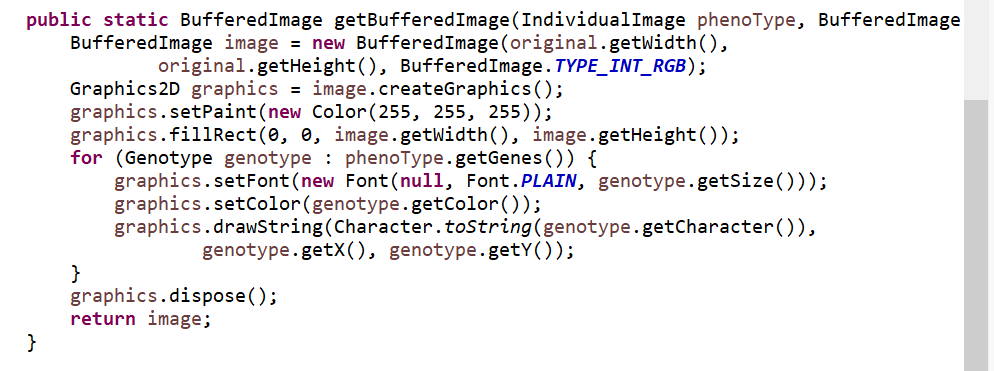 public static BufferedImage getBufferedImage(IndividualImage phenoType, BufferedImage
BufferedImage image = new BufferedImage(original.getWidth(),
original.getHeight(), BufferedImage.TYPE_INT_RGB);
Graphics2D graphics = image.createGraphics();
graphics.setPaint(new Color(255, 255, 255));
graphics.fillRect(0, 0, image.getWidth(), image.getHeight());
for (Genotype genotype : phenoType.getGenes()) {
graphics.setFont(new Font(null, Font.PLAIN, genotype.getSize()));
graphics.setColor(genotype.getColor());
graphics.drawString(Character.toString(genotype.getCharacter()),
genotype.getX(), genotype.getY());
}
graphics.dispose();
return image;
}